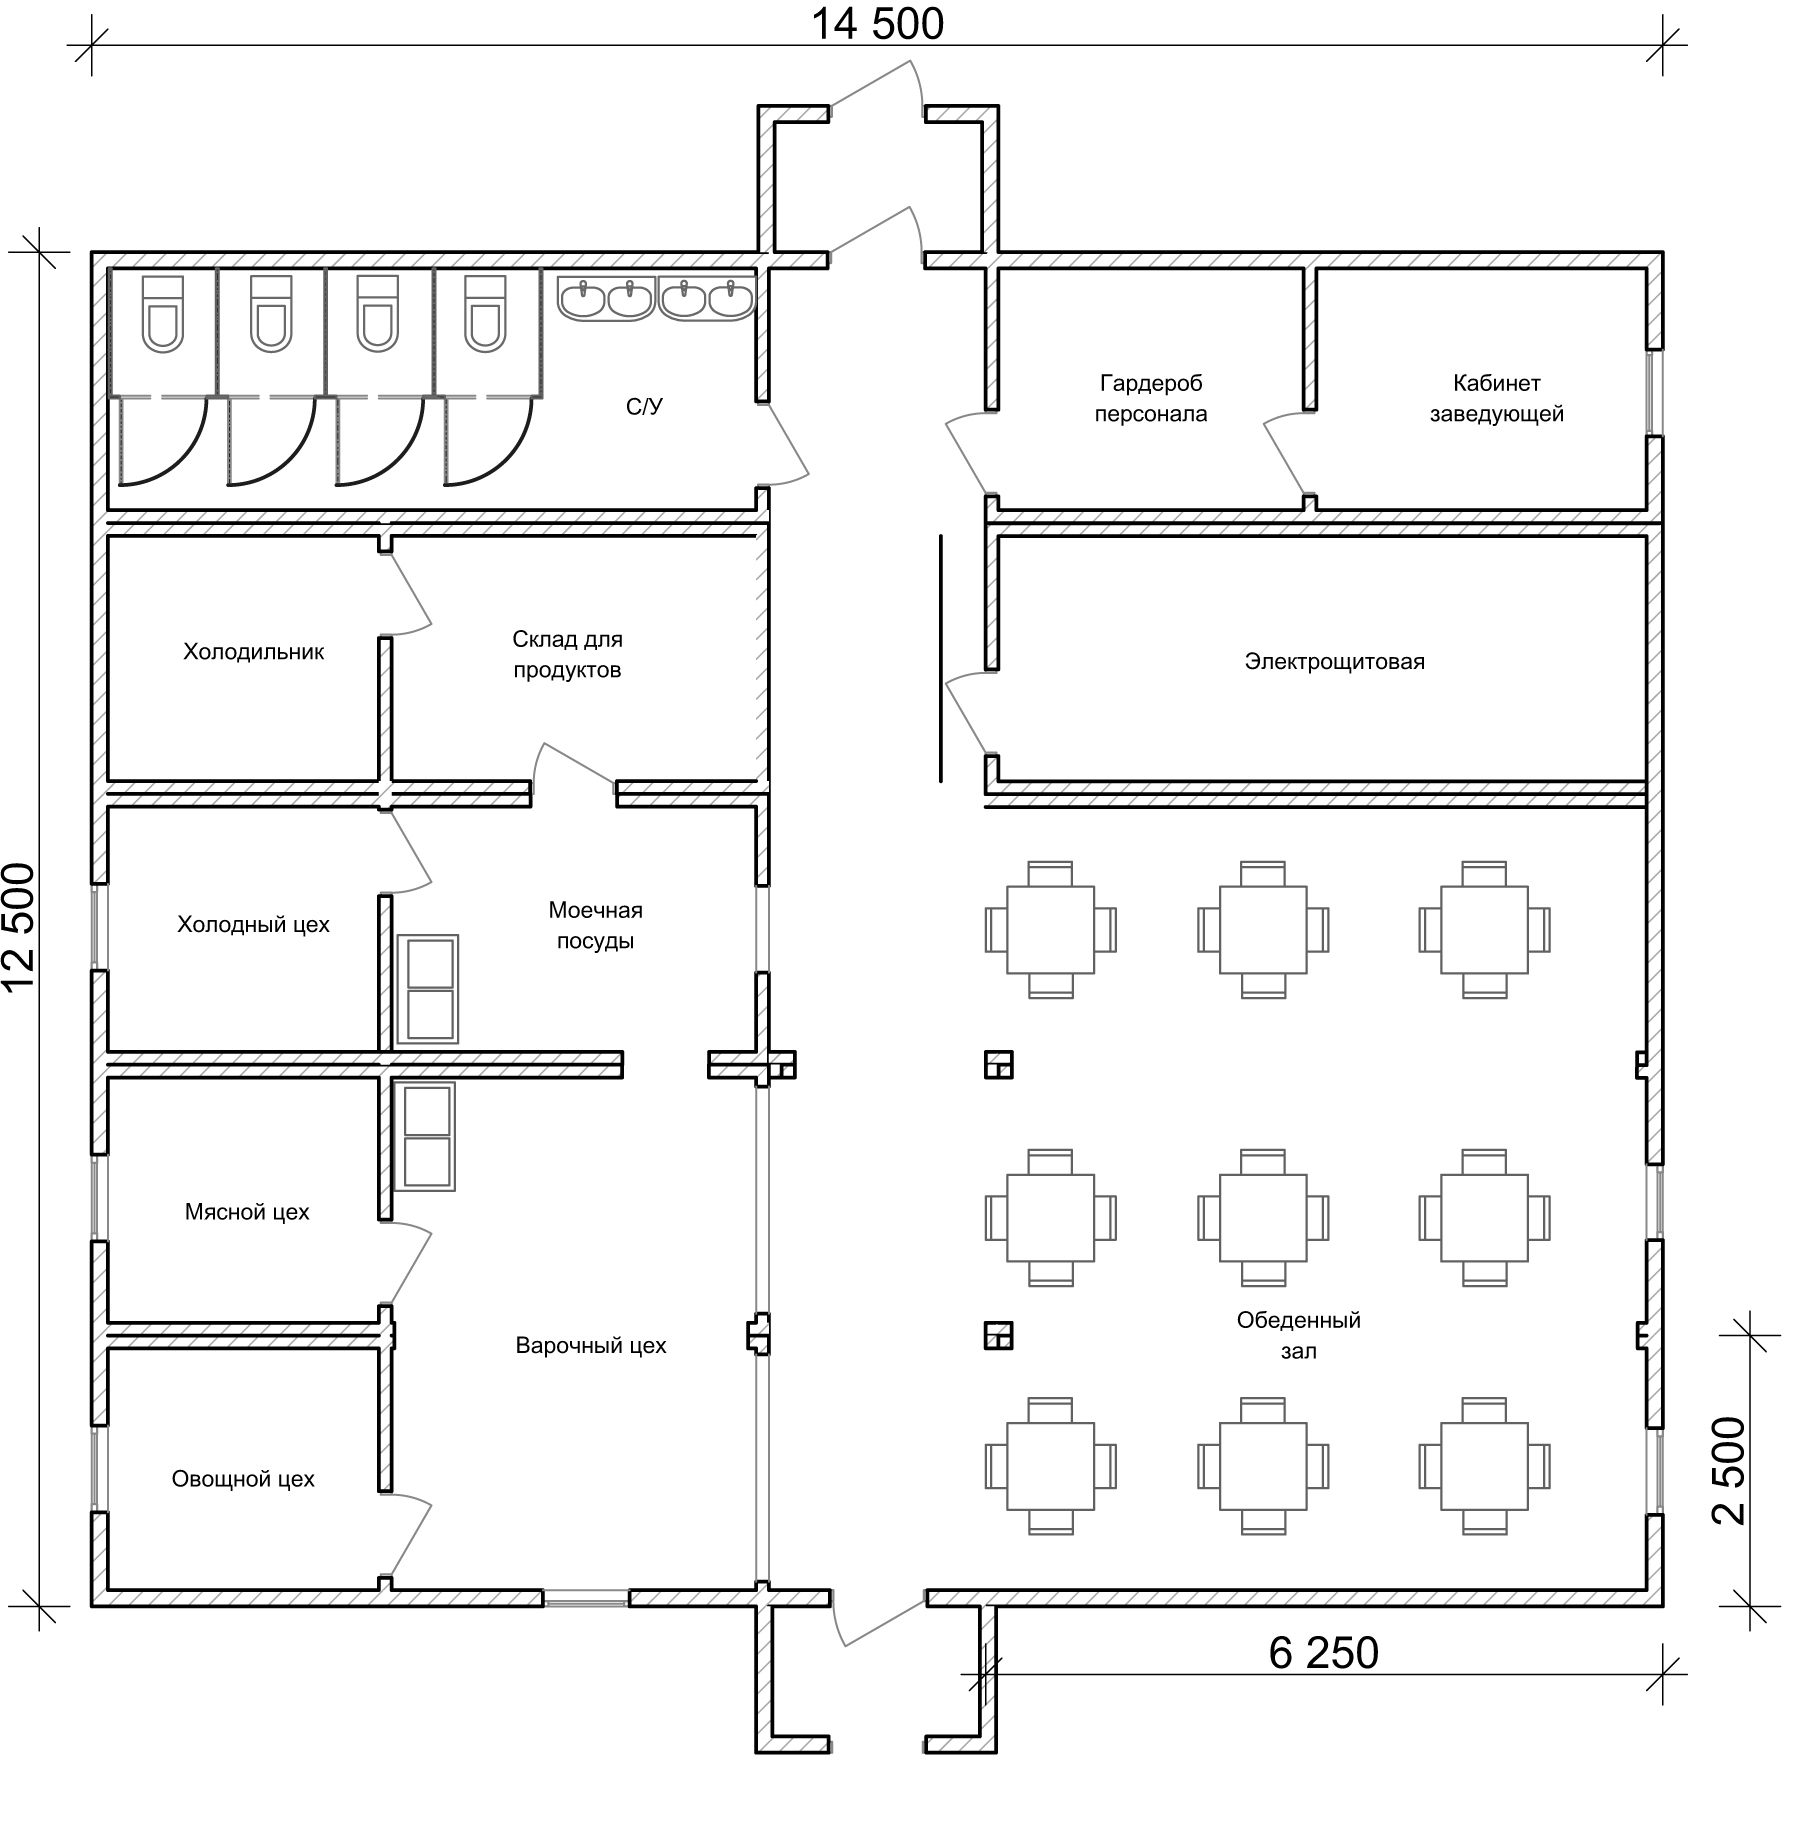 14 500
С/У
Гардероб
персонала
Кабинет
заведующей
Холодильник
Склад для
продуктов
Электрощитовая
12 500
Холодный цех
Моечная
посуды
Мясной цех
Варочный цех
Обеденный
зал
Овощной цех
2 500
6 250